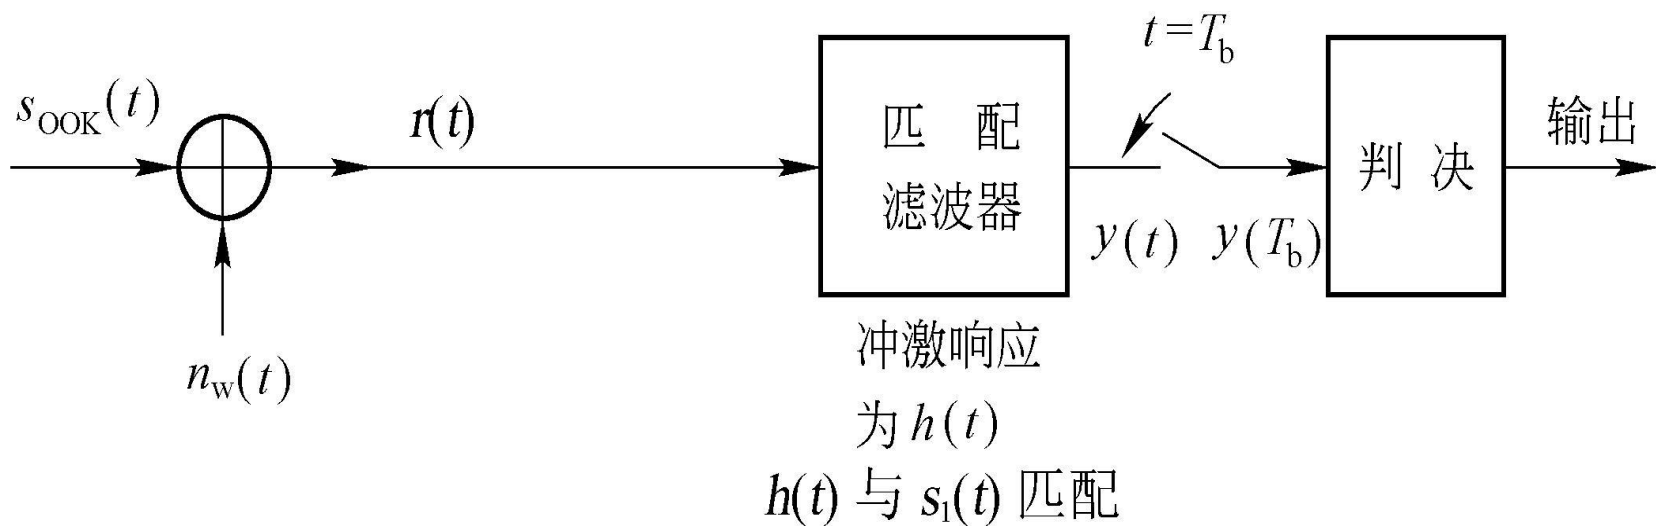 s_OOK(t)
r(t)
n_w(t)
匹 配
滤波器
冲激响应
为 h(t)
h(t) 与 s_1(t) 匹配
t=T_b
y(t)
y(T_b)
判 决
输出